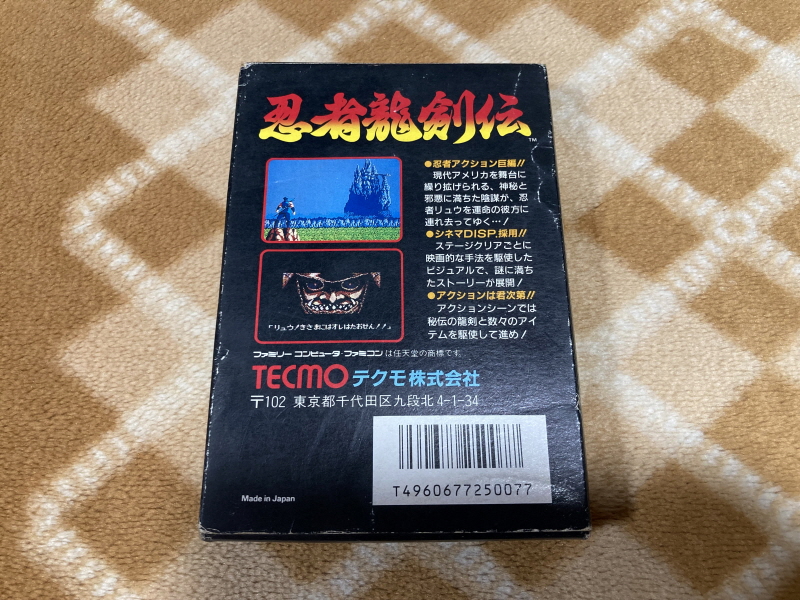 忍者龍剣伝™
●忍者アクション巨編!!
現代アメリカを舞台に
繰り拡げられる、神秘と
邪悪に満ちた陰謀が、忍
者リュウを運命の彼方に
連れ去ってゆく…!
●シネマDISP.採用!!
ステージクリアごとに
映画的な手法を駆使した
ビジュアルで、謎に満ち
たストーリーが展開!
●アクションは君次第!!
アクションシーンでは
秘伝の龍剣と数々のアイ
テムを駆使して進め!
「リュウ!きさまにはオレはたおせん!!」
ファミリーコンピュータ・ファミコンは任天堂の商標です。
TECMO テクモ株式会社
〒102 東京都千代田区九段北4-1-34
T4960677250077
Made in Japan